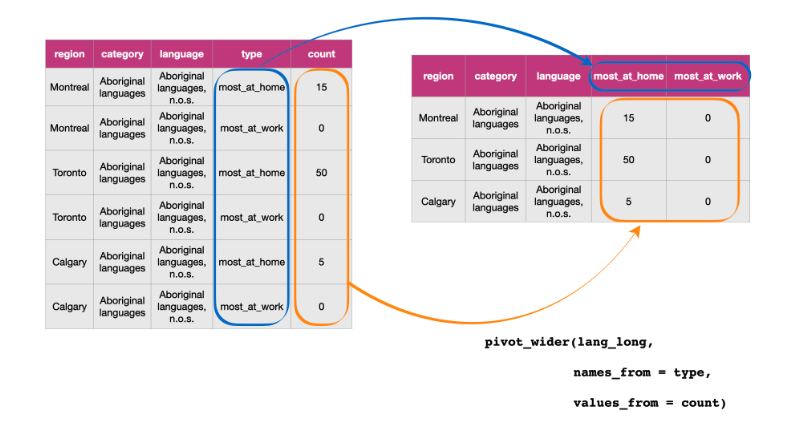 region category language type count
Montreal Aboriginal languages Aboriginal languages, n.o.s. most_at_home 15
Montreal Aboriginal languages Aboriginal languages, n.o.s. most_at_work 0
Toronto Aboriginal languages Aboriginal languages, n.o.s. most_at_home 50
Toronto Aboriginal languages Aboriginal languages, n.o.s. most_at_work 0
Calgary Aboriginal languages Aboriginal languages, n.o.s. most_at_home 5
Calgary Aboriginal languages Aboriginal languages, n.o.s. most_at_work 0
region category language most_at_home most_at_work
Montreal Aboriginal languages Aboriginal languages, n.o.s. 15 0
Toronto Aboriginal languages Aboriginal languages, n.o.s. 50 0
Calgary Aboriginal languages Aboriginal languages, n.o.s. 5 0
pivot_wider(lang_long,
names_from = type,
values_from = count)